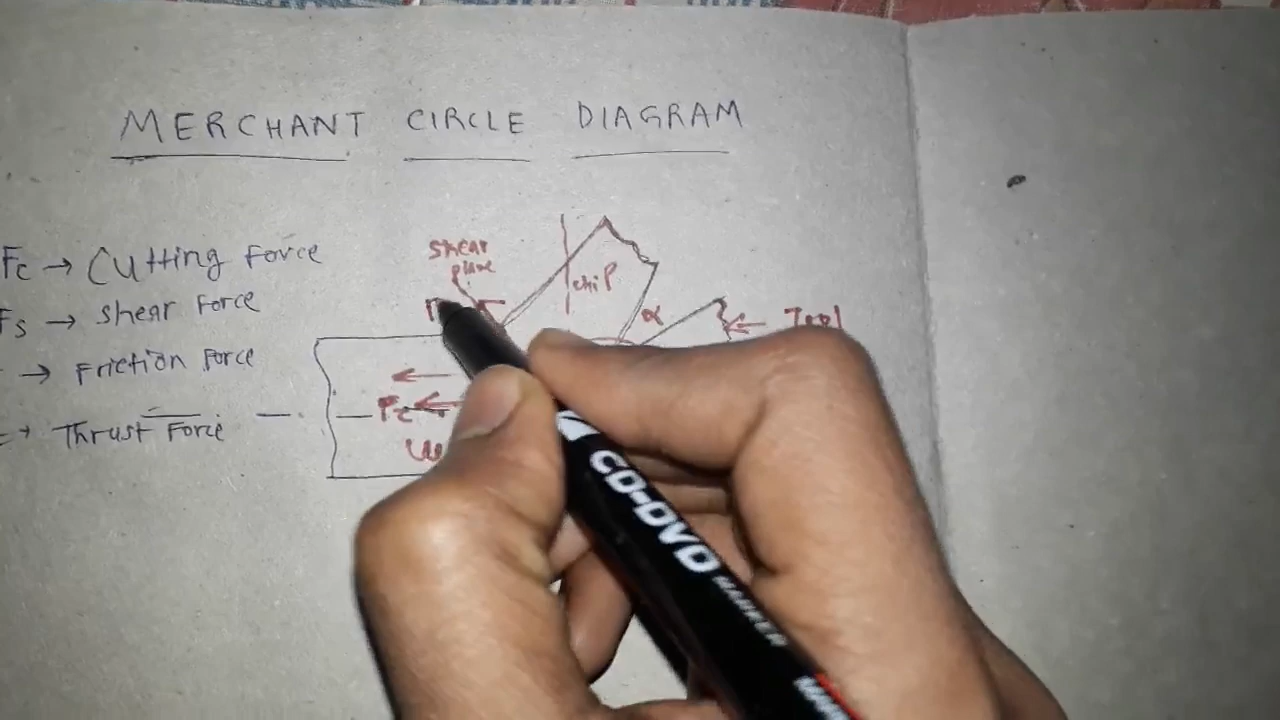 MERCHANT CIRCLE DIAGRAM
Fc → Cutting Force
Fs → Shear Force
→ Friction Force
→ Thrust Force
Shear
plane
chip
α
Tool
Fc
CD-DVD
MARKER